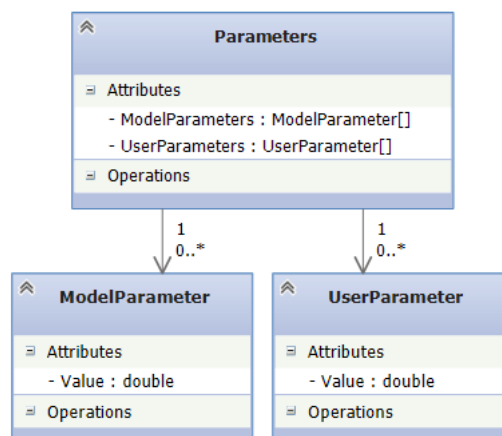 Parameters
Attributes
- ModelParameters : ModelParameter[]
- UserParameters : UserParameter[]
Operations
1
0..*
1
0..*
ModelParameter
Attributes
- Value : double
Operations
UserParameter
Attributes
- Value : double
Operations